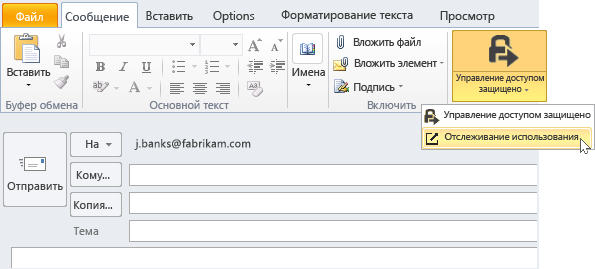 Файл Сообщение Вставить Options Форматирование текста Просмотр
Вставить
Буфер обмена
Основной текст
Имена
Вложить файл
Вложить элемент
Подпись
Включить
Управление доступом
защищено
Управление доступом защищено
Отслеживание использования
Отправить
На
j.banks@fabrikam.com
Кому...
Копия...
Тема